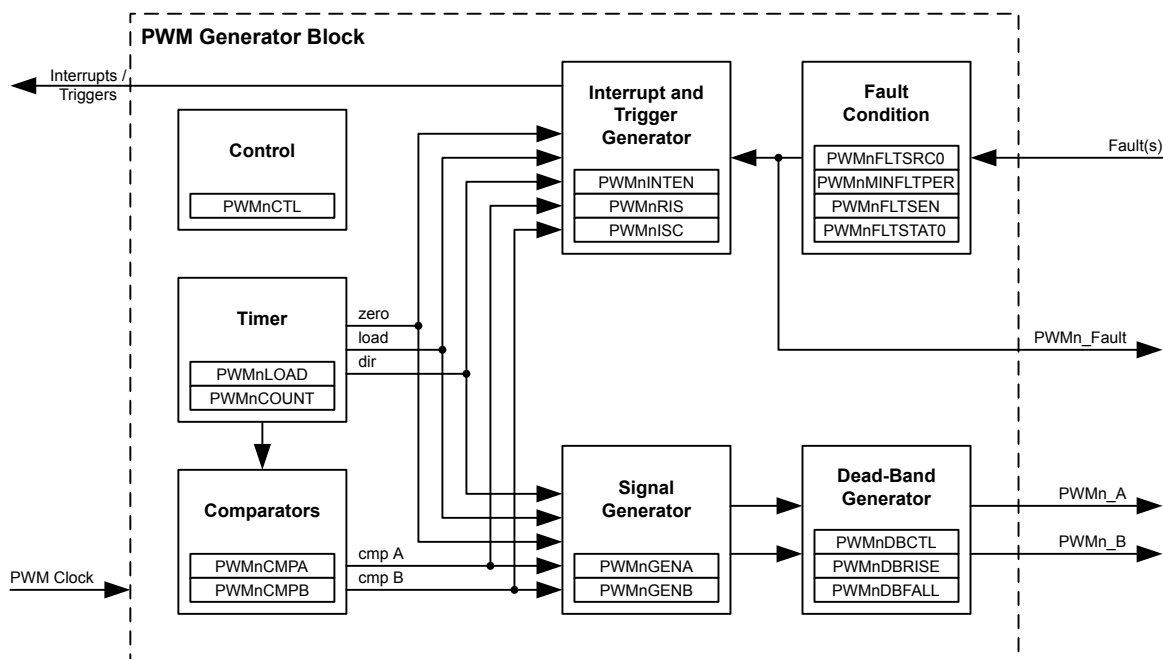 PWM Generator Block
Interrupts /
Triggers
Control
PWMnCTL
Interrupt and
Trigger
Generator
PWMnINTEN
PWMnRIS
PWMnISC
Fault
Condition
PWMnFLTSRC0
PWMnMINFLTPER
PWMnFLTSEN
PWMnFLTSTAT0
Fault(s)
Timer
PWMnLOAD
PWMnCOUNT
zero
load
dir
PWMn_Fault
Comparators
PWMnCMPA
PWMnCMPB
cmp A
cmp B
PWM Clock
Signal
Generator
PWMnGENA
PWMnGENB
Dead-Band
Generator
PWMnDBCTL
PWMnDBRISE
PWMnDBFALL
PWMn_A
PWMn_B